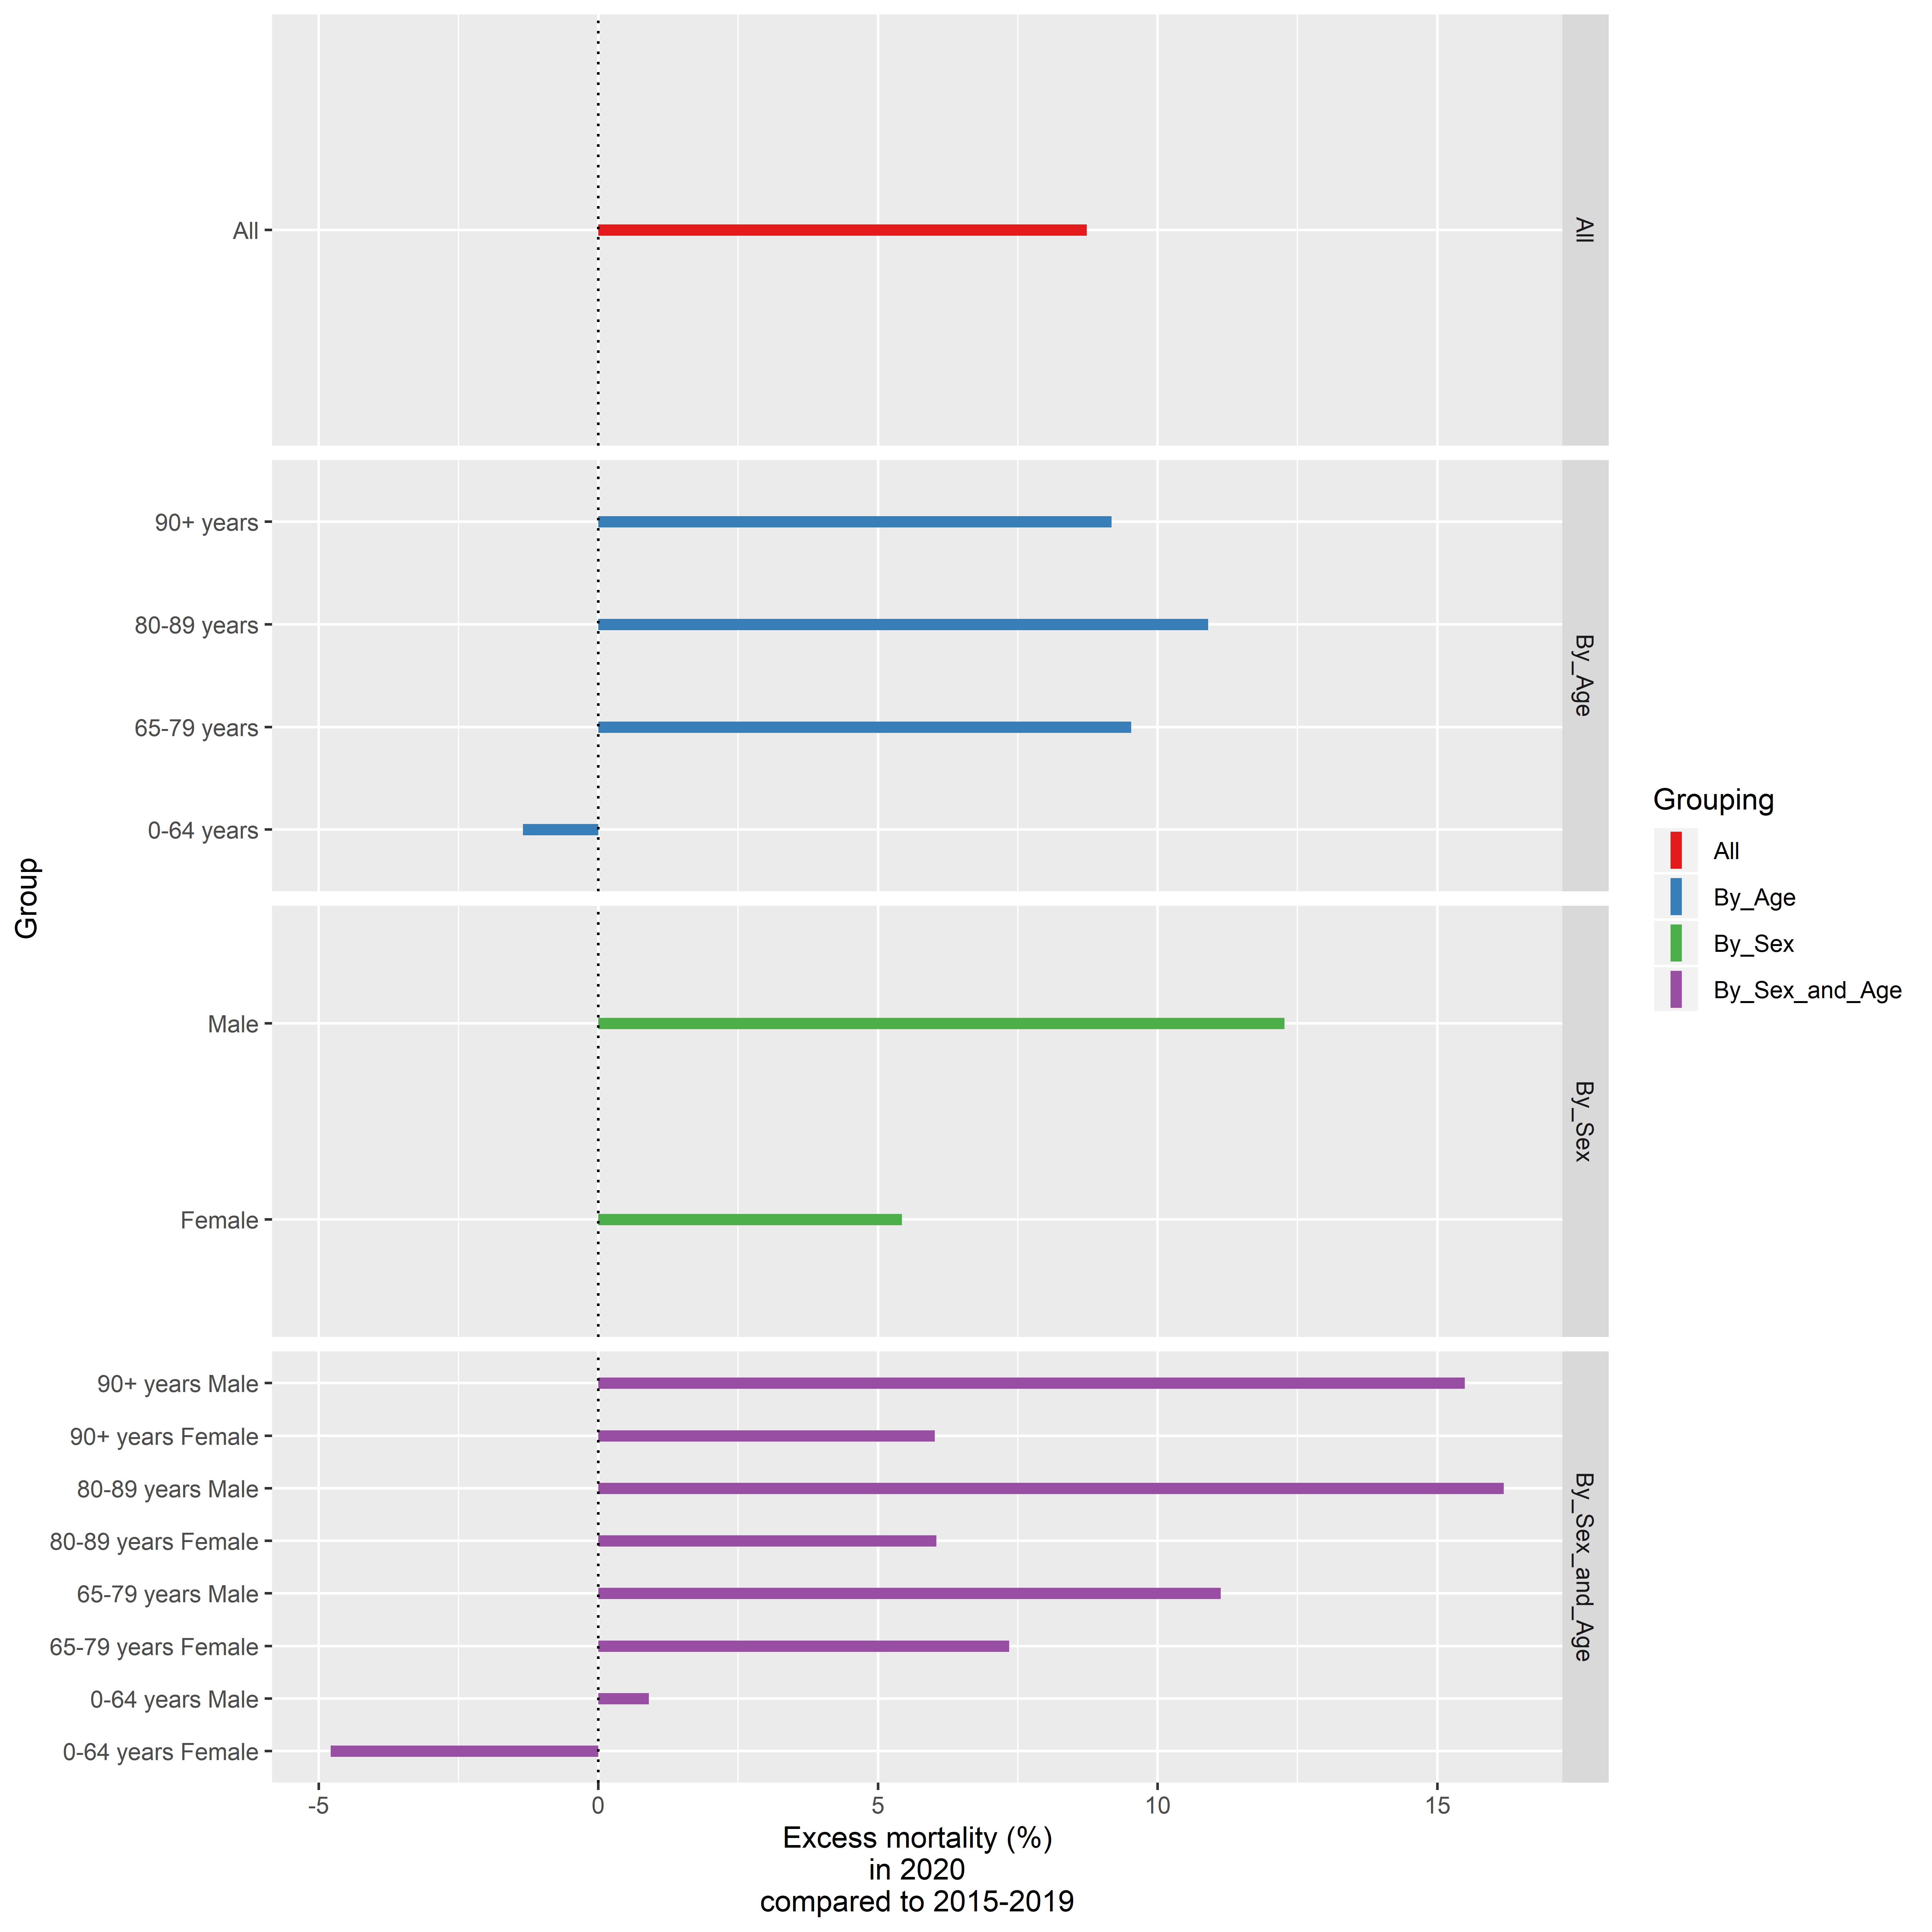 All
All
90+ years
80-89 years
65-79 years
0-64 years
By_Age
Male
Female
By_Sex
90+ years Male
90+ years Female
80-89 years Male
80-89 years Female
65-79 years Male
65-79 years Female
0-64 years Male
0-64 years Female
By_Sex_and_Age
Group
-5
0
5
10
15
Excess mortality (%)
in 2020
compared to 2015-2019
Grouping
All
By_Age
By_Sex
By_Sex_and_Age